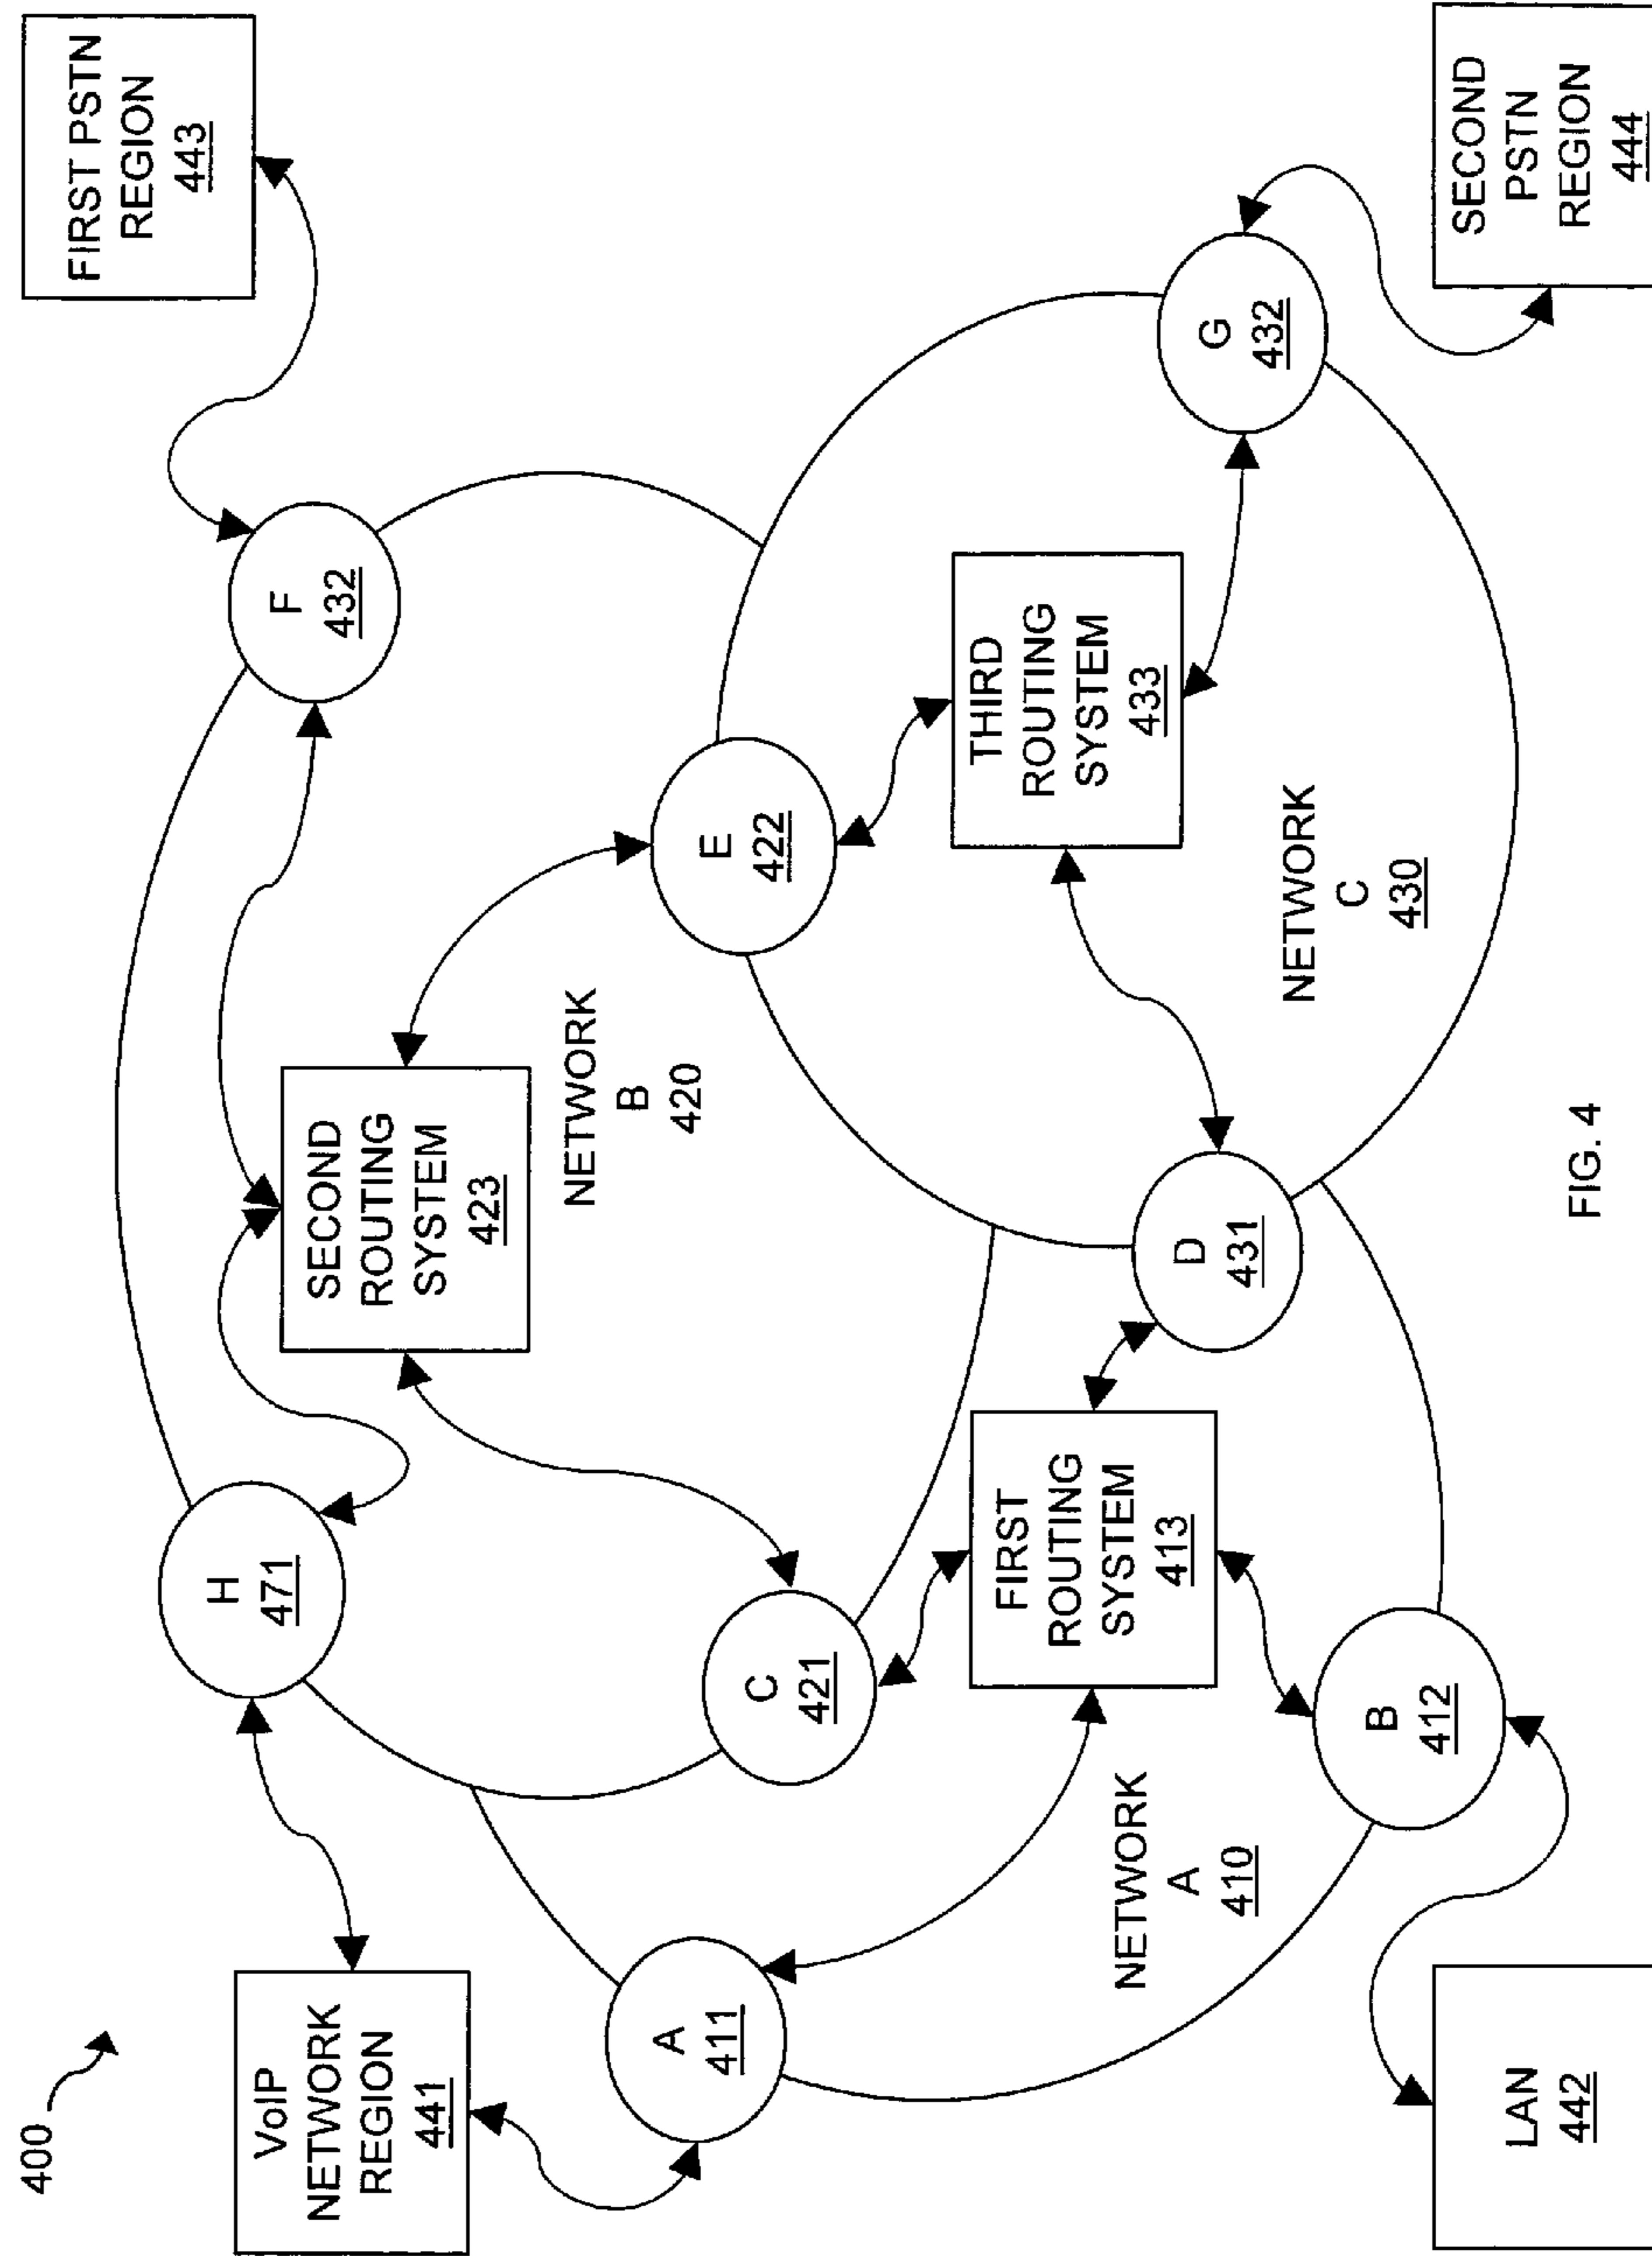 400
VoIP
NETWORK
REGION
441
H
471
SECOND
ROUTING
SYSTEM
423
F
432
FIRST PSTN
REGION
443
A
411
C
421
NETWORK
B
420
E
422
NETWORK
A
410
FIRST
ROUTING
SYSTEM
413
D
431
THIRD
ROUTING
SYSTEM
433
G
432
NETWORK
C
430
LAN
442
B
412
SECOND
PSTN
REGION
444
FIG. 4